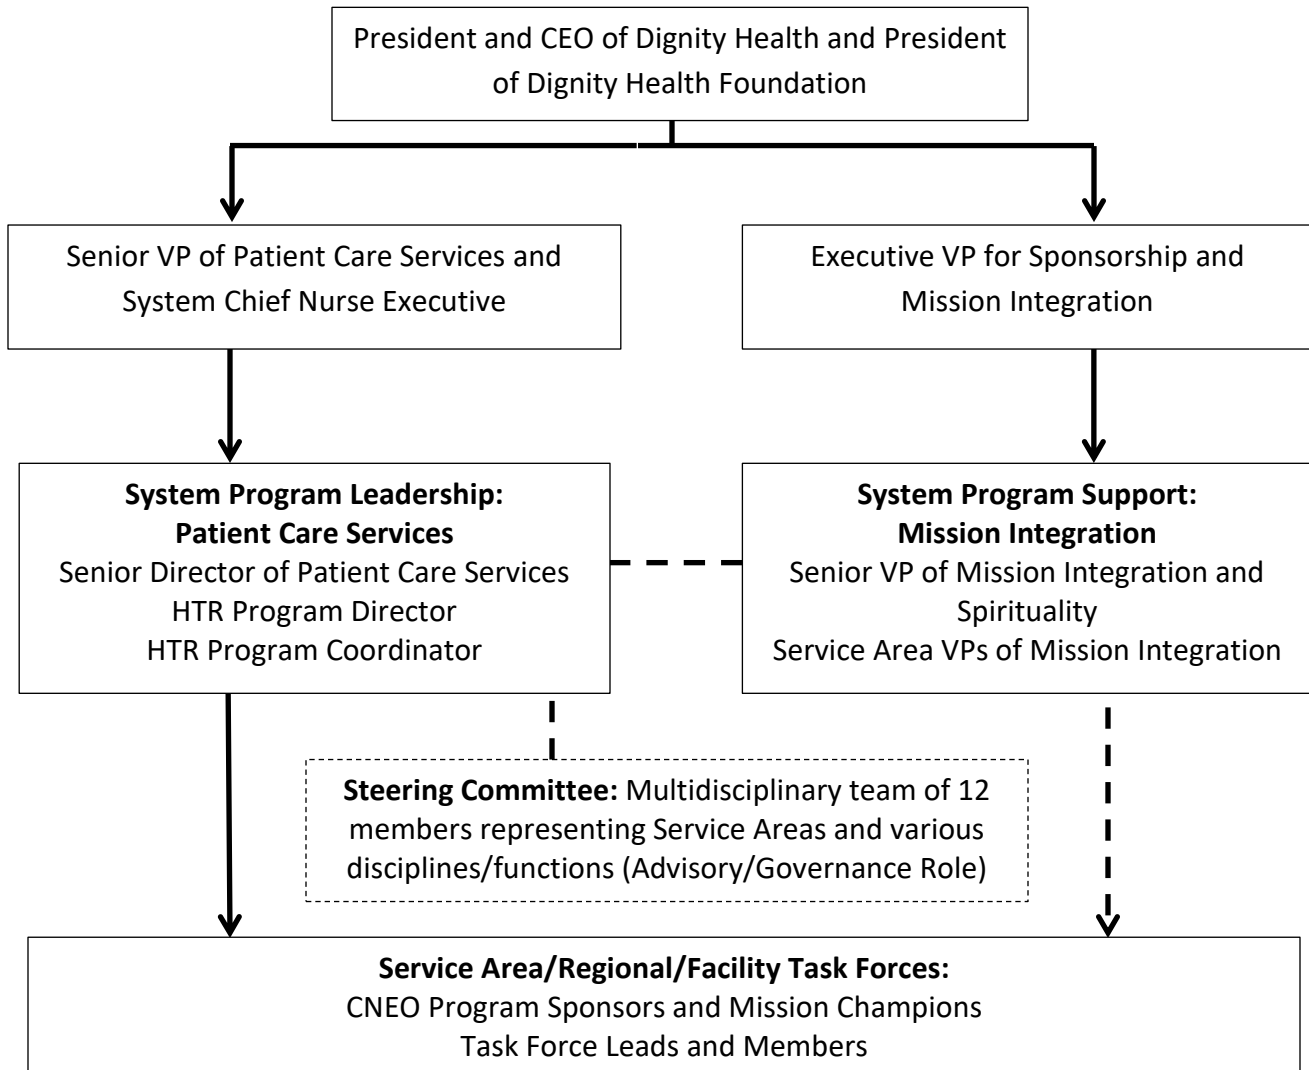 President and CEO of Dignity Health and President
of Dignity Health Foundation
Senior VP of Patient Care Services and
System Chief Nurse Executive
Executive VP for Sponsorship and
Mission Integration
System Program Leadership:
Patient Care Services
Senior Director of Patient Care Services
HTR Program Director
HTR Program Coordinator
System Program Support:
Mission Integration
Senior VP of Mission Integration and
Spirituality
Service Area VPs of Mission Integration
Steering Committee: Multidisciplinary team of 12
members representing Service Areas and various
disciplines/functions (Advisory/Governance Role)
Service Area/Regional/Facility Task Forces:
CNEO Program Sponsors and Mission Champions
Task Force Leads and Members